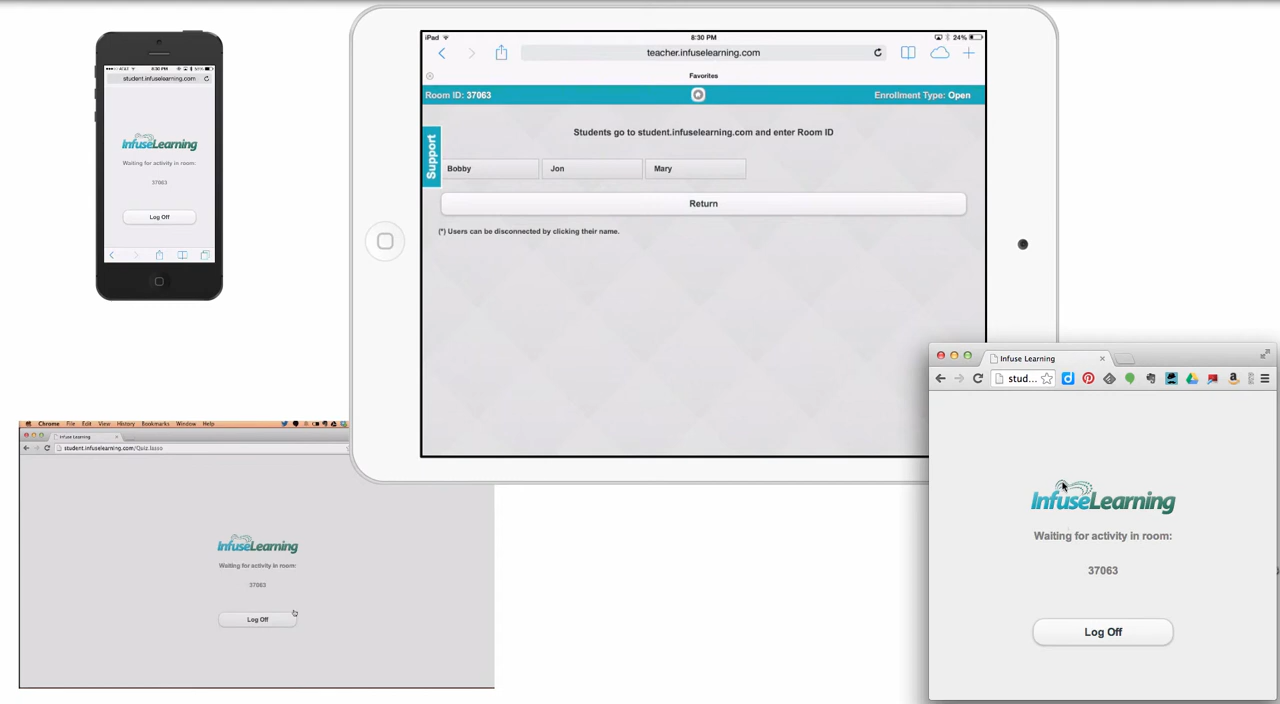 AT&T 8:30 PM
student.infuselearning.com
InfuseLearning
Waiting for activity in room:
37063
Log Off
iPad 8:30 PM 24%
teacher.infuselearning.com
Favorites
Room ID: 37063 Enrollment Type: Open
Students go to student.infuselearning.com and enter Room ID
Support
Bobby Jon Mary
Return
(*) Users can be disconnected by clicking their name.
Chrome File Edit View History Bookmarks Window Help
Infuse Learning
student.infuselearning.com/Quiz.lasso
InfuseLearning
Waiting for activity in room:
37063
Log Off
Infuse Learning
stud...
InfuseLearning
Waiting for activity in room:
37063
Log Off